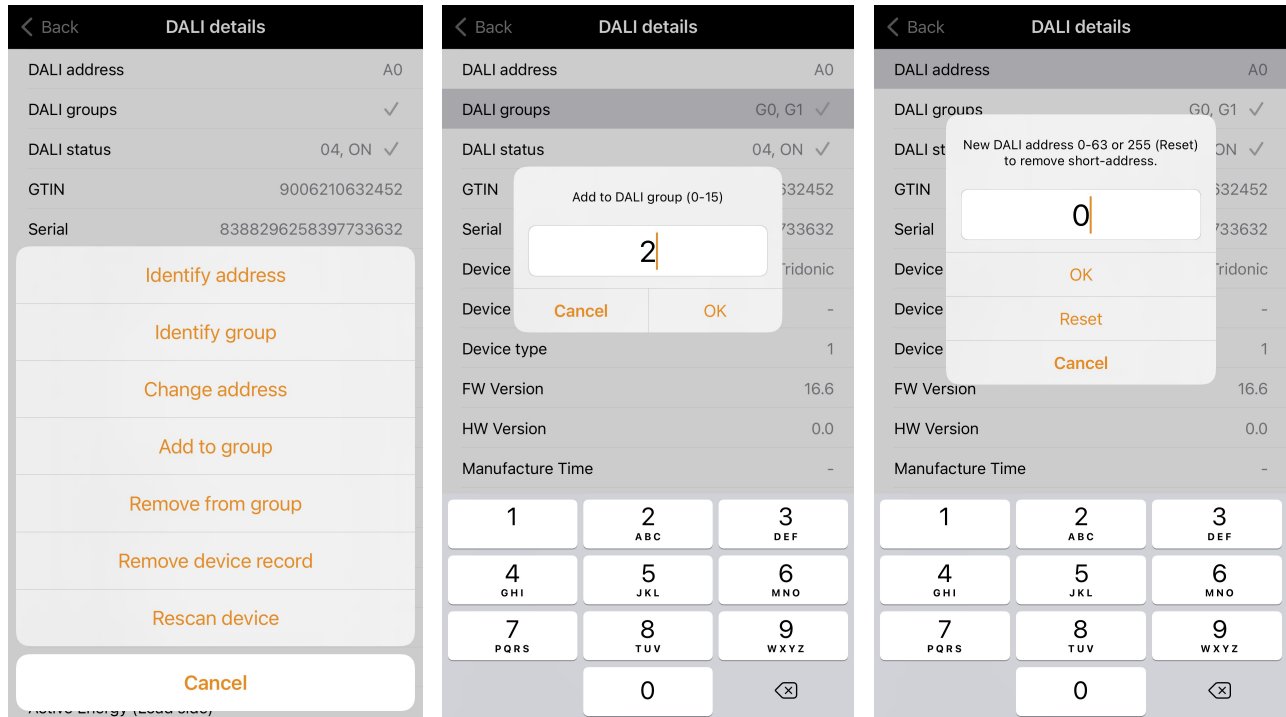 Back DALI details
DALI address A0
DALI groups
DALI status 04, ON
GTIN 9006210632452
Serial 8388296258397733632
Identify address
Identify group
Change address
Add to group
Remove from group
Remove device record
Rescan device
Cancel
Back DALI details
DALI address A0
DALI groups G0, G1
DALI status 04, ON
GTIN 632452
Serial 733632
Device Tridonic
Device -
Device type 1
FW Version 16.6
HW Version 0.0
Manufacture Time -
Add to DALI group (0-15)
2
Cancel OK
1 2 3
ABC DEF
4 5 6
GHI JKL MNO
7 8 9
PQRS TUV WXYZ
0
Back DALI details
DALI address A0
DALI groups G0, G1
DALI st ON
GTIN 632452
Serial 733632
Device Tridonic
Device -
Device 1
FW Version 16.6
HW Version 0.0
Manufacture Time -
New DALI address 0-63 or 255 (Reset)
to remove short-address.
0
OK
Reset
Cancel
1 2 3
ABC DEF
4 5 6
GHI JKL MNO
7 8 9
PQRS TUV WXYZ
0